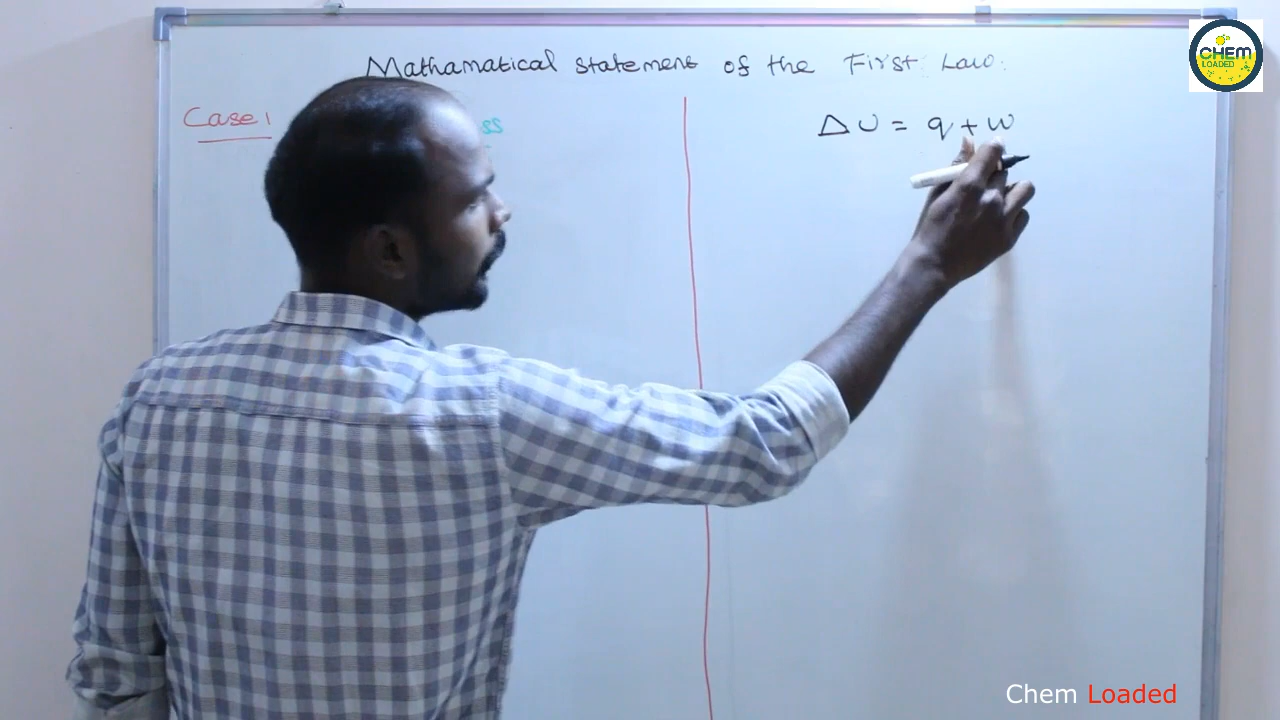 Mathamatical statement of the First Law.
Case 1
ΔU = q + w
CHEM
LOADED
Chem Loaded